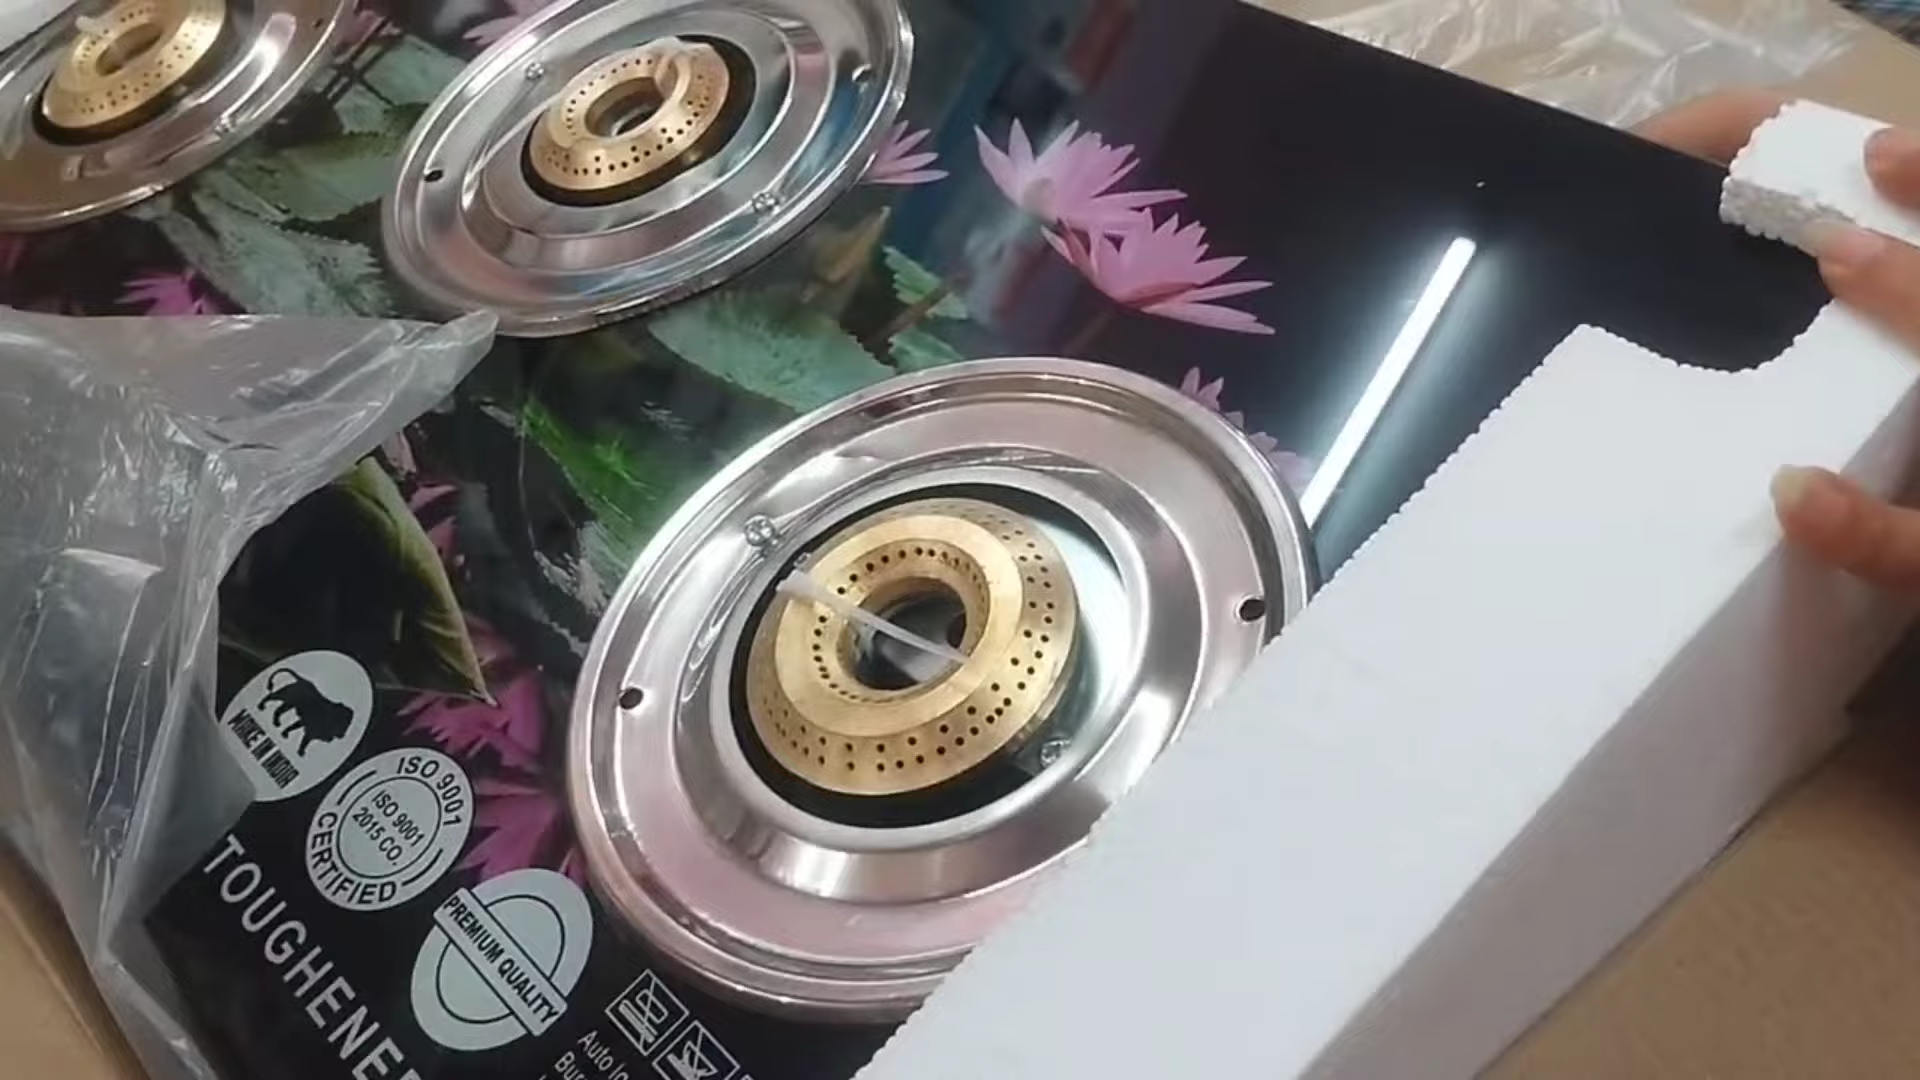 MAKE IN INDIA
ISO 9001
ISO 9001
2015 CO.
CERTIFIED
PREMIUM QUALITY
TOUGHENE
Auto